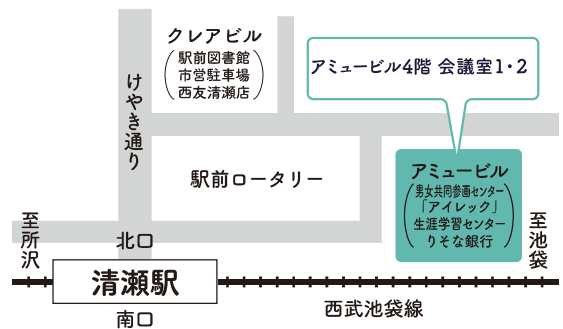 クレアビル
駅前図書館
市営駐車場
西友清瀬店
アミュービル4階 会議室1・2
けやき通り
駅前ロータリー
アミュービル
男女共同参画センター
「アイレック」
生涯学習センター
りそな銀行
至所沢
至池袋
北口
清瀬駅
南口
西武池袋線